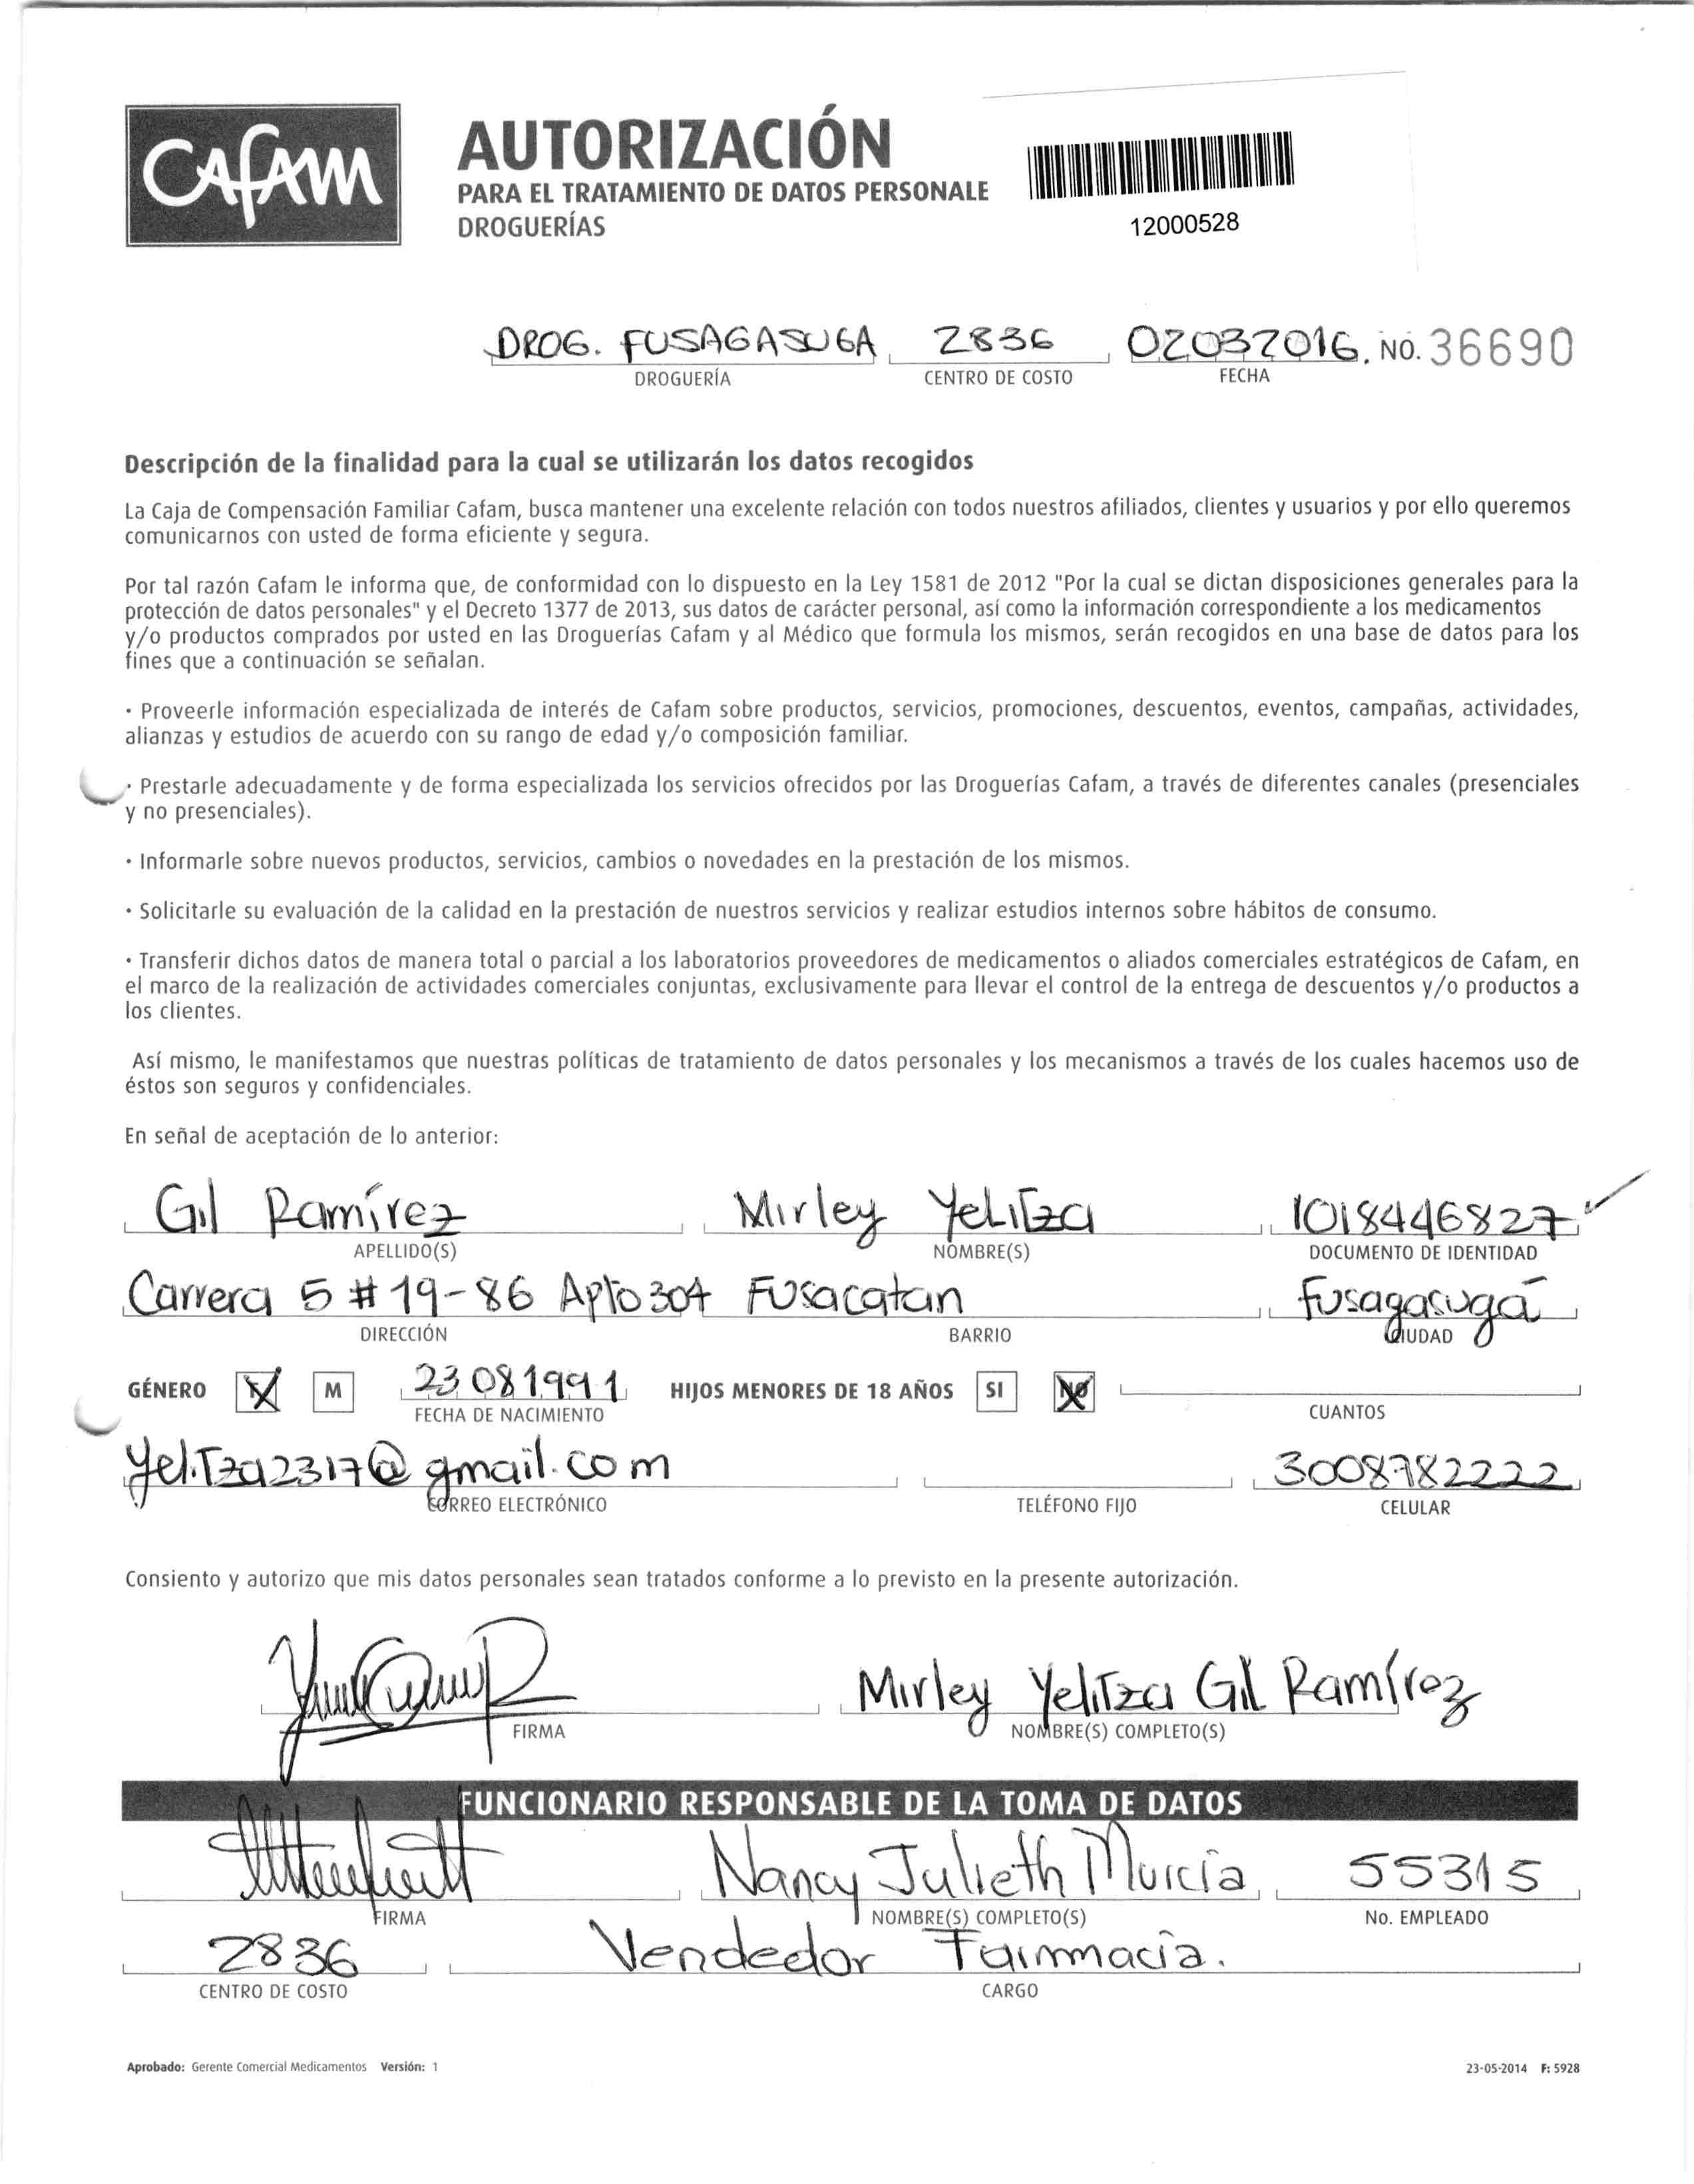 CAFAM
AUTORIZACIÓN
PARA EL TRATAMIENTO DE DATOS PERSONALE
DROGUERÍAS
12000528
DROG. FUSAGASUGA 2836 02032016. NO. 36690
DROGUERÍA CENTRO DE COSTO FECHA
Descripción de la finalidad para la cual se utilizarán los datos recogidos
La Caja de Compensación Familiar Cafam, busca mantener una excelente relación con todos nuestros afiliados, clientes y usuarios y por ello queremos
comunicarnos con usted de forma eficiente y segura.
Por tal razón Cafam le informa que, de conformidad con lo dispuesto en la Ley 1581 de 2012 "Por la cual se dictan disposiciones generales para la
protección de datos personales" y el Decreto 1377 de 2013, sus datos de carácter personal, así como la información correspondiente a los medicamentos
y/o productos comprados por usted en las Droguerías Cafam y al Médico que formula los mismos, serán recogidos en una base de datos para los
fines que a continuación se señalan.
• Proveerle información especializada de interés de Cafam sobre productos, servicios, promociones, descuentos, eventos, campañas, actividades,
alianzas y estudios de acuerdo con su rango de edad y/o composición familiar.
• Prestarle adecuadamente y de forma especializada los servicios ofrecidos por las Droguerías Cafam, a través de diferentes canales (presenciales
y no presenciales).
• Informarle sobre nuevos productos, servicios, cambios o novedades en la prestación de los mismos.
• Solicitarle su evaluación de la calidad en la prestación de nuestros servicios y realizar estudios internos sobre hábitos de consumo.
• Transferir dichos datos de manera total o parcial a los laboratorios proveedores de medicamentos o aliados comerciales estratégicos de Cafam, en
el marco de la realización de actividades comerciales conjuntas, exclusivamente para llevar el control de la entrega de descuentos y/o productos a
los clientes.
Así mismo, le manifestamos que nuestras políticas de tratamiento de datos personales y los mecanismos a través de los cuales hacemos uso de
éstos son seguros y confidenciales.
En señal de aceptación de lo anterior:
Gil Ramírez Mirley Yelitza 1018446827
APELLIDO(S) NOMBRE(S) DOCUMENTO DE IDENTIDAD
Carrera 5 # 19-86 Apto 304 Fusacatan Fusagasugá
DIRECCIÓN BARRIO CIUDAD
GÉNERO M 23 08 1991 HIJOS MENORES DE 18 AÑOS SI NO
FECHA DE NACIMIENTO CUANTOS
Yelitza2317@gmail.com 3008782222
CORREO ELECTRÓNICO TELÉFONO FIJO CELULAR
Consiento y autorizo que mis datos personales sean tratados conforme a lo previsto en la presente autorización.
Mirley Yelitza Gil Ramírez
FIRMA NOMBRE(S) COMPLETO(S)
FUNCIONARIO RESPONSABLE DE LA TOMA DE DATOS
Nancy Julieth Murcia 55315
FIRMA NOMBRE(S) COMPLETO(S) No. EMPLEADO
2836 Vendedor Farmacia.
CENTRO DE COSTO CARGO
Aprobado: Gerente Comercial Medicamentos Versión: 1 23-05-2014 F: 5928